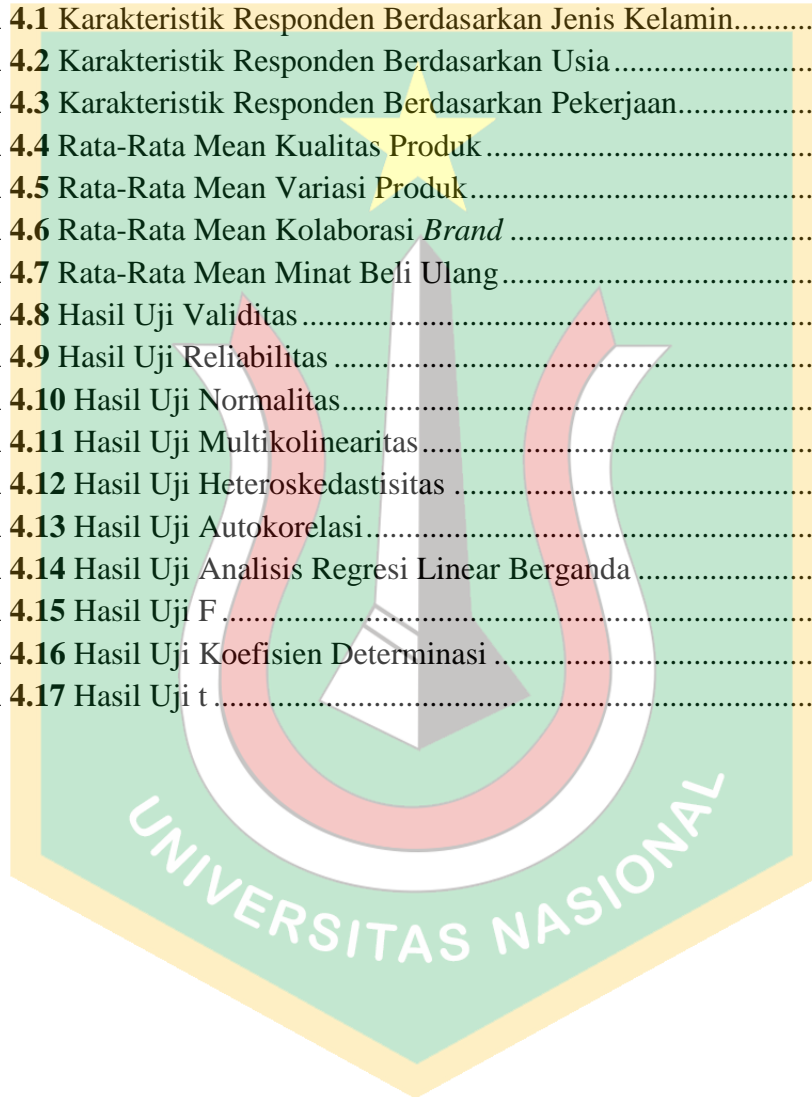 4.1 Karakteristik Responden Berdasarkan Jenis Kelamin..........
4.2 Karakteristik Responden Berdasarkan Usia..........................
4.3 Karakteristik Responden Berdasarkan Pekerjaan.................
4.4 Rata-Rata Mean Kualitas Produk..........................................
4.5 Rata-Rata Mean Variasi Produk............................................
4.6 Rata-Rata Mean Kolaborasi Brand.......................................
4.7 Rata-Rata Mean Minat Beli Ulang........................................
4.8 Hasil Uji Validitas.................................................................
4.9 Hasil Uji Reliabilitas.............................................................
4.10 Hasil Uji Normalitas............................................................
4.11 Hasil Uji Multikolinearitas..................................................
4.12 Hasil Uji Heteroskedastisitas..............................................
4.13 Hasil Uji Autokorelasi.........................................................
4.14 Hasil Uji Analisis Regresi Linear Berganda.......................
4.15 Hasil Uji F...........................................................................
4.16 Hasil Uji Koefisien Determinasi.........................................
4.17 Hasil Uji t............................................................................
UNIVERSITAS NASIONAL